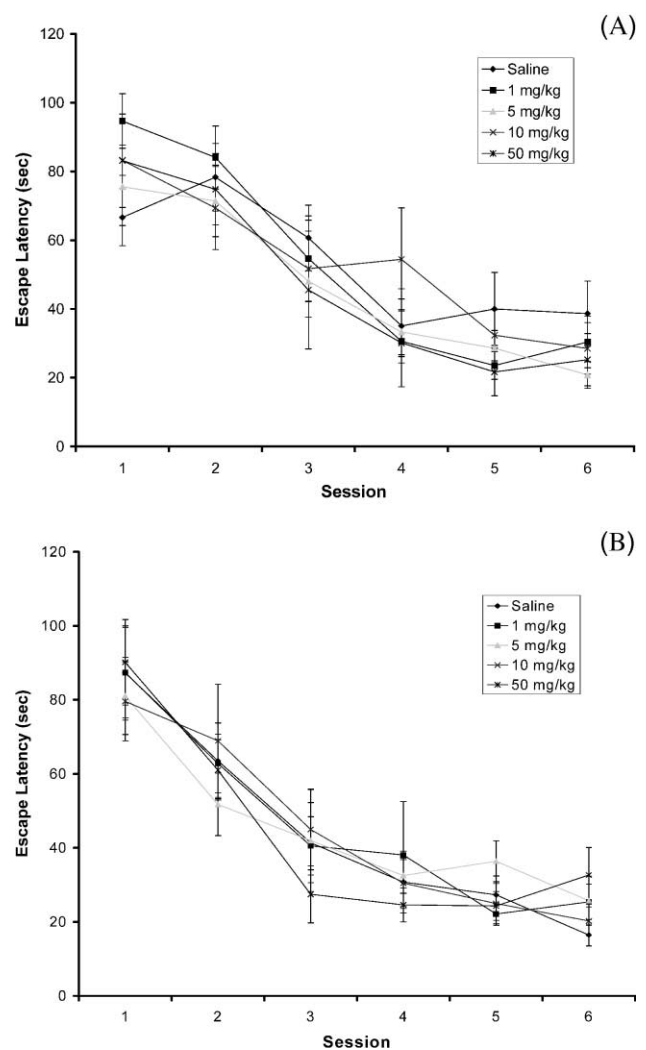 (A)
120
100
80
60
40
20
0
Escape Latency (sec)
Saline
1 mg/kg
5 mg/kg
10 mg/kg
50 mg/kg
1 2 3 4 5 6
Session
(B)
120
100
80
60
40
20
0
Escape Latency (sec)
Saline
1 mg/kg
5 mg/kg
10 mg/kg
50 mg/kg
1 2 3 4 5 6
Session